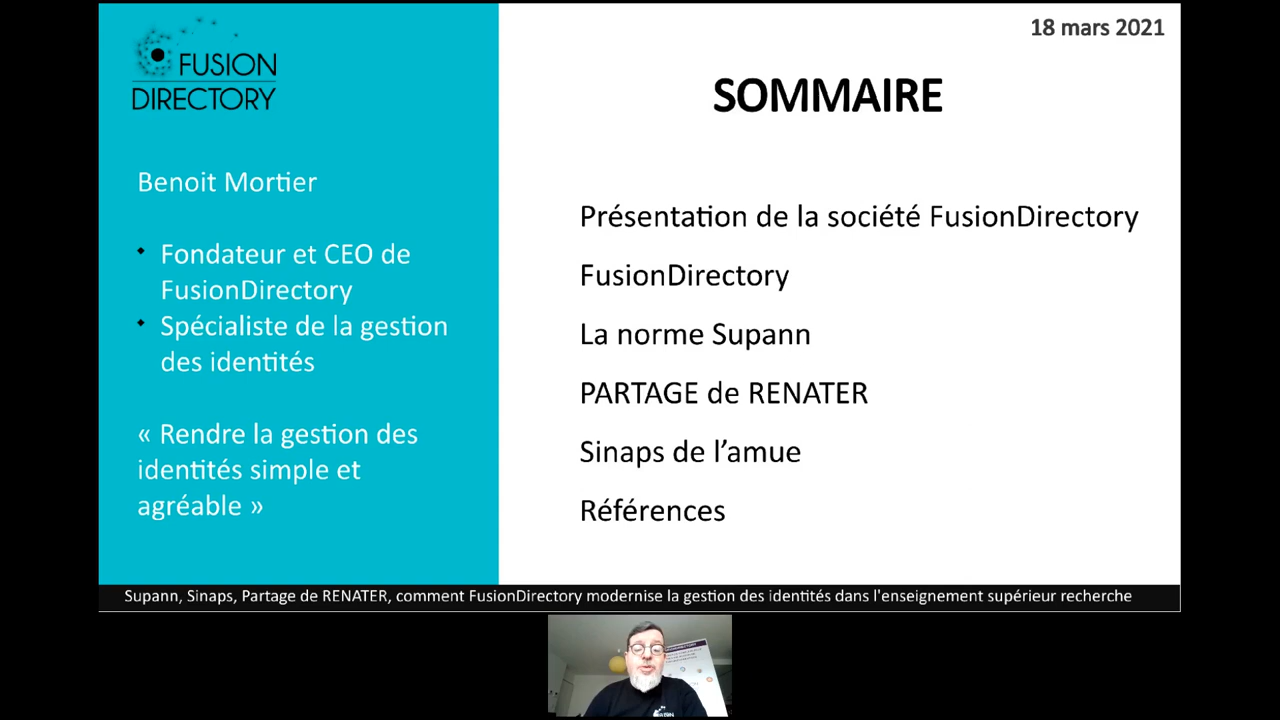 FUSION
DIRECTORY
Benoit Mortier
Fondateur et CEO de
FusionDirectory
Spécialiste de la gestion
des identités
« Rendre la gestion des
identités simple et
agréable »
18 mars 2021
SOMMAIRE
Présentation de la société FusionDirectory
FusionDirectory
La norme Supann
PARTAGE de RENATER
Sinaps de l’amue
Références
Supann, Sinaps, Partage de RENATER, comment FusionDirectory modernise la gestion des identités dans l'enseignement supérieur recherche